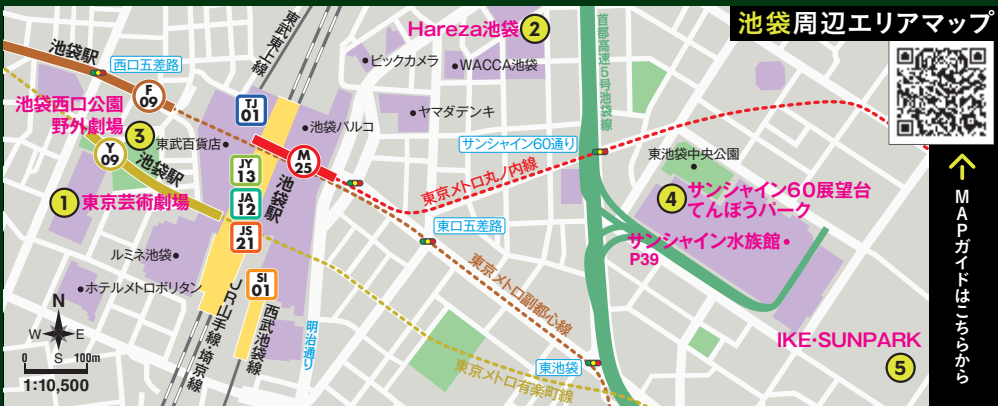 池袋周辺エリアマップ
MAPガイドはこちらから
東武東上線
Hareza池袋 2
首都高速5号池袋線
池袋駅
西口五差路
F
09
ビックカメラ
WACCA池袋
池袋西口公園
野外劇場
3
TJ
01
池袋パルコ
ヤマダデンキ
Y
09
池袋駅
東武百貨店
M
25
サンシャイン60通り
JY
13
池袋駅
東京メトロ丸ノ内線
東池袋中央公園
1 東京芸術劇場
JA
12
4 サンシャイン60展望台
てんぼうパーク
JS
21
東口五差路
サンシャイン水族館
P39
ルミネ池袋
SI
01
東京メトロ副都心線
ホテルメトロポリタン
JR山手線・埼京線
西武池袋線
明治通り
N
W
E
S
0
100m
1:10,500
東池袋
東京メトロ有楽町線
IKE・SUNPARK
5